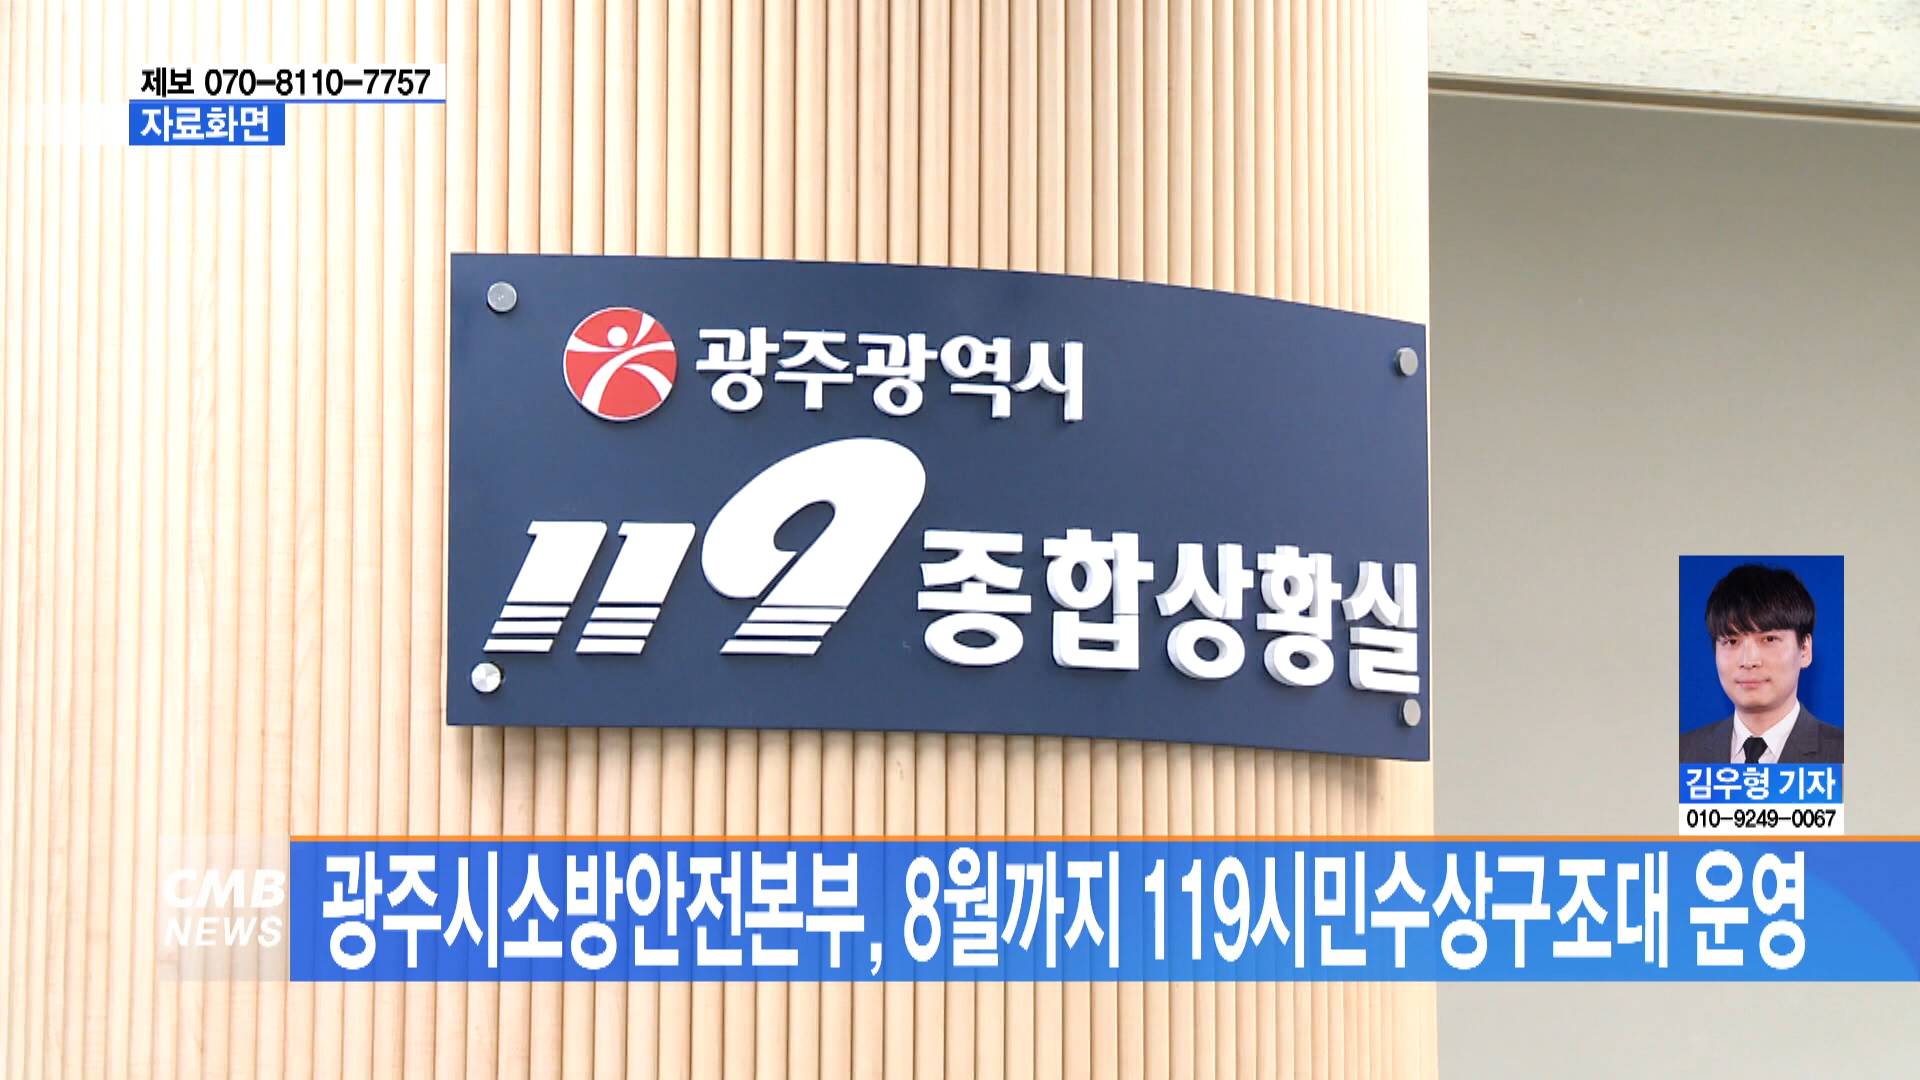 제보 070-8110-7757
자료화면
광주광역시
119 종합상황실
김우형 기자
010-9249-0067
CMB
NEWS
광주시소방안전본부, 8월까지 119시민수상구조대 운영